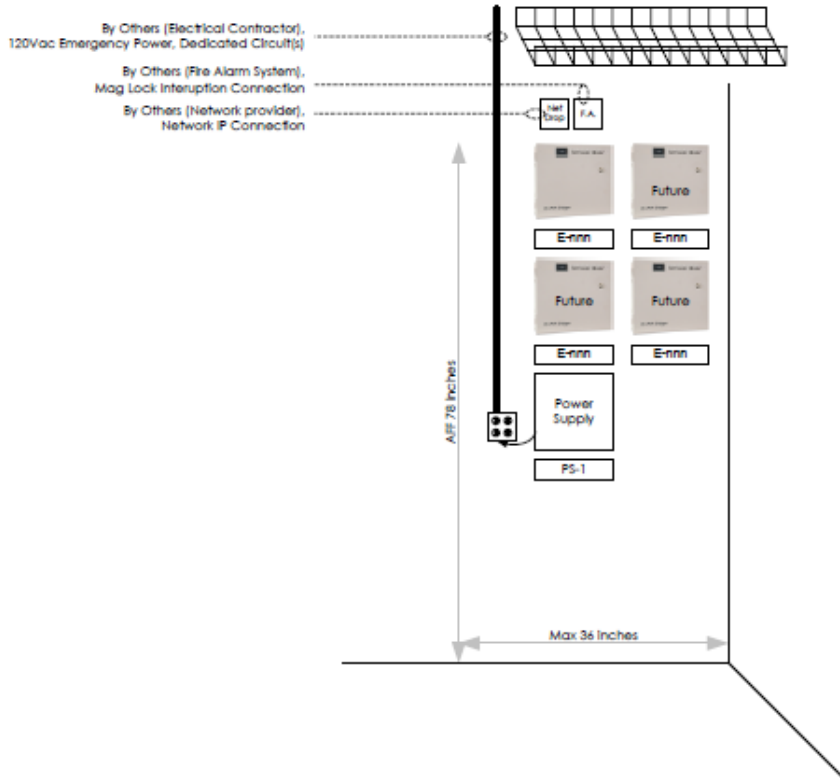 By Others (Electrical Contractor),
120Vac Emergency Power, Dedicated Circuit(s)
By Others (Fire Alarm System),
Mag Lock Interuption Connection
By Others (Network provider),
Network IP Connection
Net
Drop
F.A.
Future
E-nnn
E-nnn
Future
Future
E-nnn
E-nnn
AFF 78 Inches
Power
Supply
PS-1
Max 36 Inches